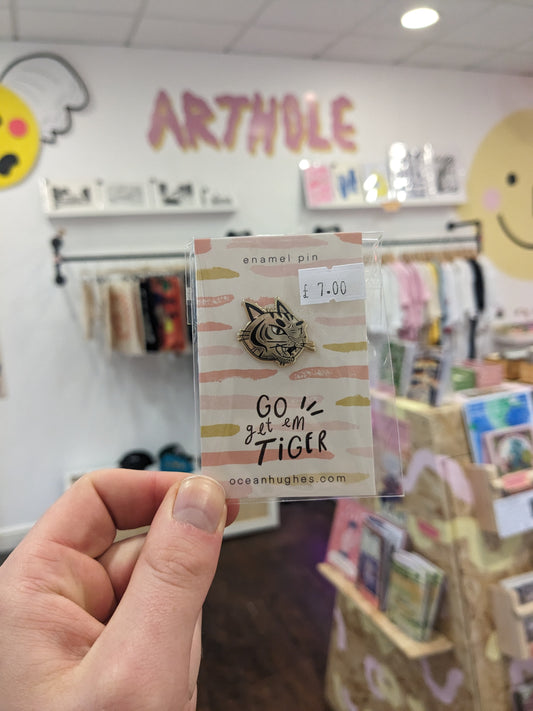 ARTHOLE
enamel pin
£ 7.00
GO
get em
TiGER
oceanhughes.com